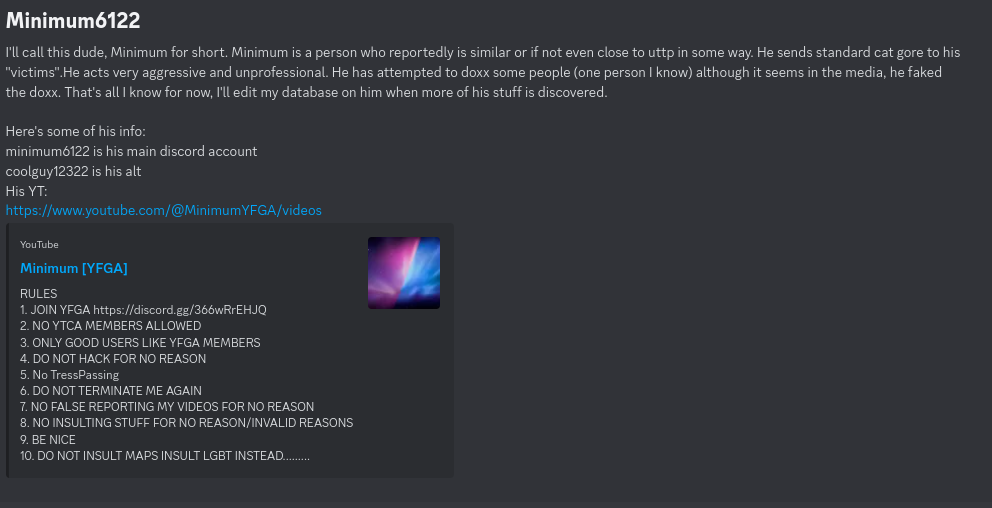 Minimum6122
I'll call this dude, Minimum for short. Minimum is a person who reportedly is similar or if not even close to uttp in some way. He sends standard cat gore to his
"victims".He acts very aggressive and unprofessional. He has attempted to doxx some people (one person I know) although it seems in the media, he faked
the doxx. That's all I know for now, I'll edit my database on him when more of his stuff is discovered.
Here's some of his info:
minimum6122 is his main discord account
coolguy12322 is his alt
His YT:
https://www.youtube.com/@MinimumYFGA/videos
YouTube
Minimum [YFGA]
RULES
1. JOIN YFGA https://discord.gg/366wRrEHJQ
2. NO YTCA MEMBERS ALLOWED
3. ONLY GOOD USERS LIKE YFGA MEMBERS
4. DO NOT HACK FOR NO REASON
5. No TressPassing
6. DO NOT TERMINATE ME AGAIN
7. NO FALSE REPORTING MY VIDEOS FOR NO REASON
8. NO INSULTING STUFF FOR NO REASON/INVALID REASONS
9. BE NICE
10. DO NOT INSULT MAPS INSULT LGBT INSTEAD.........